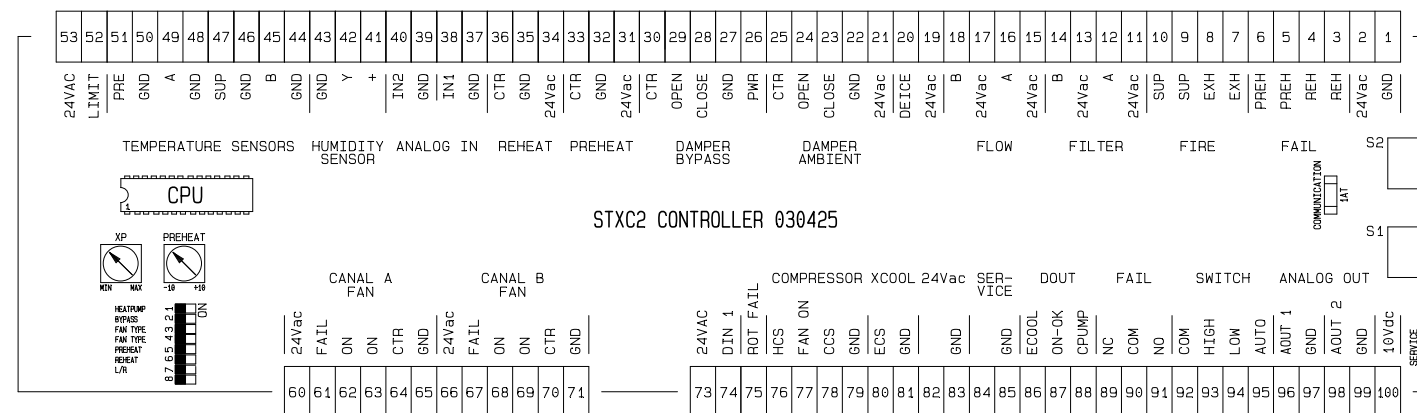 53 52 51 50 49 48 47 46 45 44 43 42 41 40 39 38 37 36 35 34 33 32 31 30 29 28 27 26 25 24 23 22 21 20 19 18 17 16 15 14 13 12 11 10 9 8 7 6 5 4 3 2 1
24VAC LIMIT PRE GND A GND SUP GND B GND GND Y + IN2 GND IN1 GND CTR GND 24Vac CTR GND 24Vac CTR OPEN CLOSE GND PWR CTR OPEN CLOSE GND 24Vac DEICE 24Vac B 24Vac A 24Vac B 24Vac A 24Vac SUP SUP EXH EXH PREH PREH REH REH 24Vac GND
TEMPERATURE SENSORS HUMIDITY ANALOG IN REHEAT PREHEAT DAMPER DAMPER FLOW FILTER FIRE FAIL S2
SENSOR BYPASS AMBIENT
CPU
1
COMMUNICATION
1AT
STXC2 CONTROLLER 030425
S1
XP PREHEAT
MIN MAX -10 +10
CANAL A CANAL B COMPRESSOR XCOOL 24Vac SER- DOUT FAIL SWITCH ANALOG OUT
FAN FAN VICE
HEATPUMP 1 ON
BYPASS 2
FAN TYPE 3
FAN TYPE 4
PREHEAT 5
REHEAT 6
L/R 7
8
24Vac FAIL ON ON CTR GND 24Vac FAIL ON ON CTR GND
24VAC DIN 1 ROT FAIL HCS FAN ON CCS GND ECS GND GND GND ECOOL ON-OK CPUMP NC COM NO COM HIGH LOW AUTO AOUT 1 GND AOUT 2 GND 10Vdc SERVICE
60 61 62 63 64 65 66 67 68 69 70 71 73 74 75 76 77 78 79 80 81 82 83 84 85 86 87 88 89 90 91 92 93 94 95 96 97 98 99 100